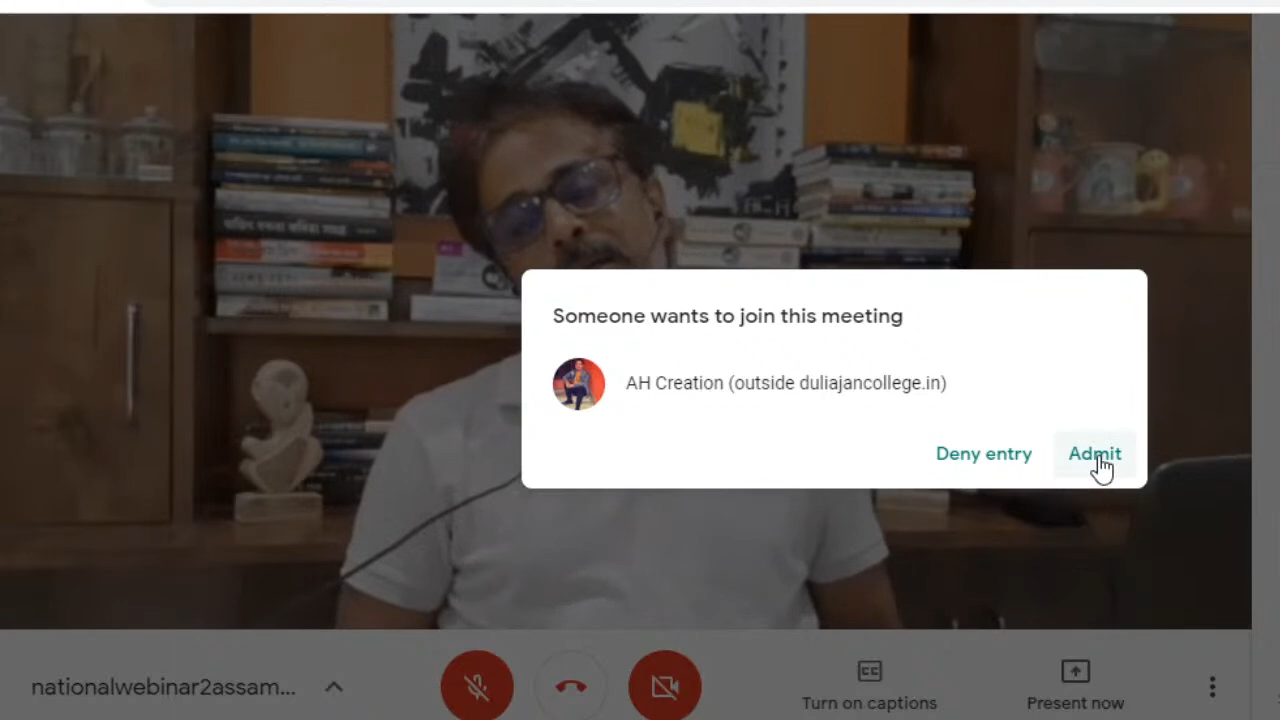 Someone wants to join this meeting
AH Creation (outside duliajancollege.in)
Deny entry
Admit
nationalwebinar2assam...
CC
Turn on captions
Present now